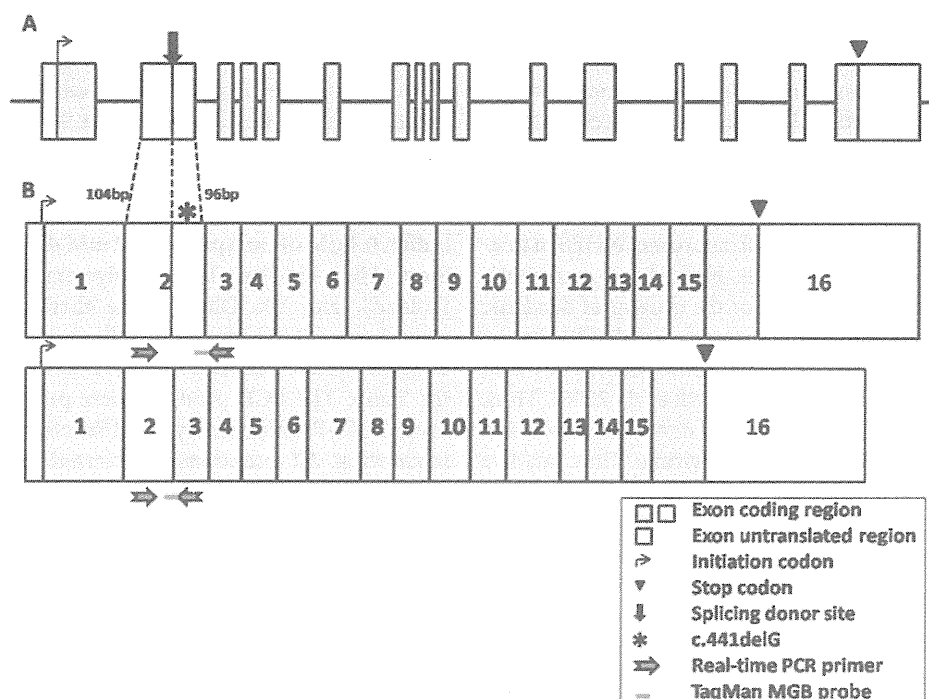 A
B
104bp
96bp
*
1 2 3 4 5 6 7 8 9 10 11 12 13 14 15 16
1 2 3 4 5 6 7 8 9 10 11 12 13 14 15 16
Exon coding region
Exon untranslated region
Initiation codon
Stop codon
Splicing donor site
* c.441delG
Real-time PCR primer
TaqMan MGB probe